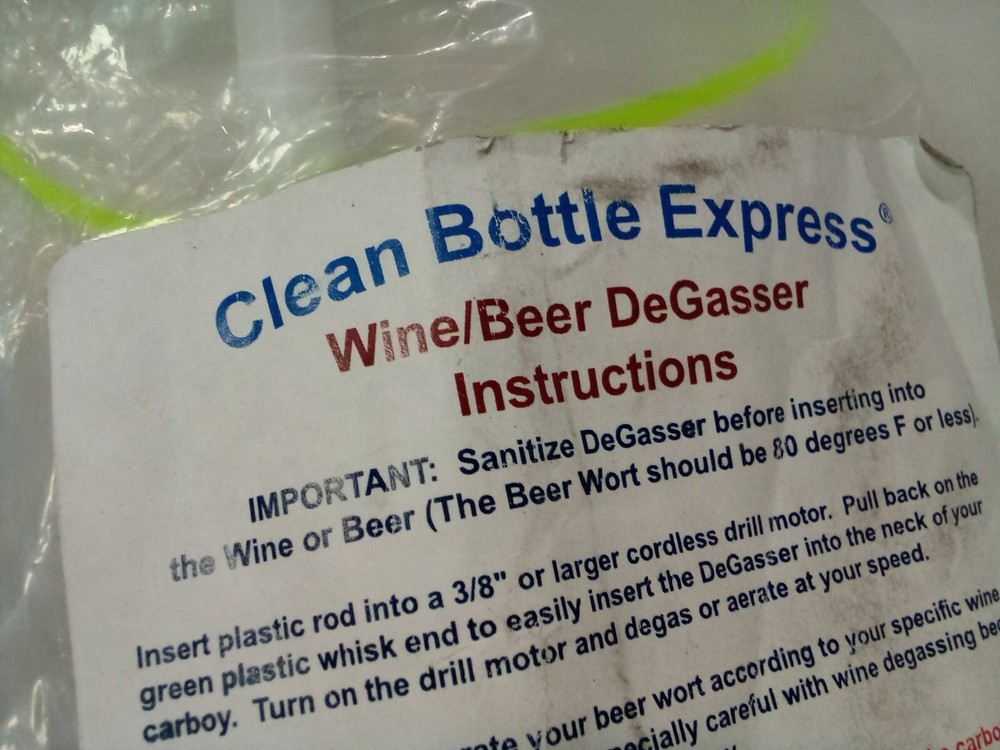 Clean Bottle Express®
Wine/Beer DeGasser
Instructions
IMPORTANT: Sanitize DeGasser before inserting into
the Wine or Beer (The Beer Wort should be 80 degrees F or less).
Insert plastic rod into a 3/8" or larger cordless drill motor. Pull back on the
green plastic whisk end to easily insert the DeGasser into the neck of your
carboy. Turn on the drill motor and degas or aerate at your speed.
your beer wort according to your specific wine
careful with wine degassing